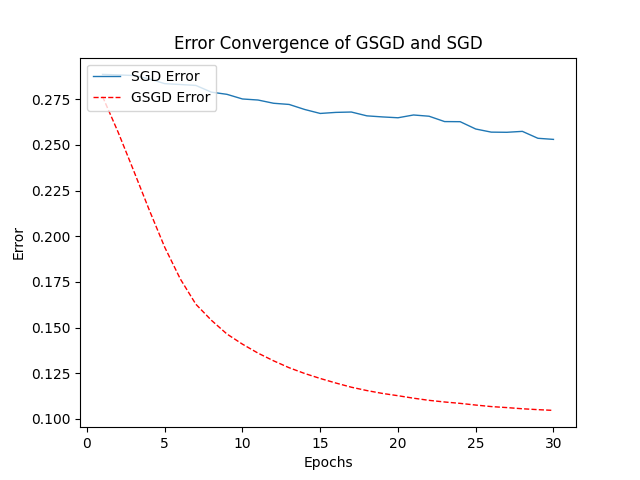 Error Convergence of GSGD and SGD
SGD Error
GSGD Error
0.275
0.250
0.225
0.200
0.175
0.150
0.125
0.100
Error
0 5 10 15 20 25 30
Epochs